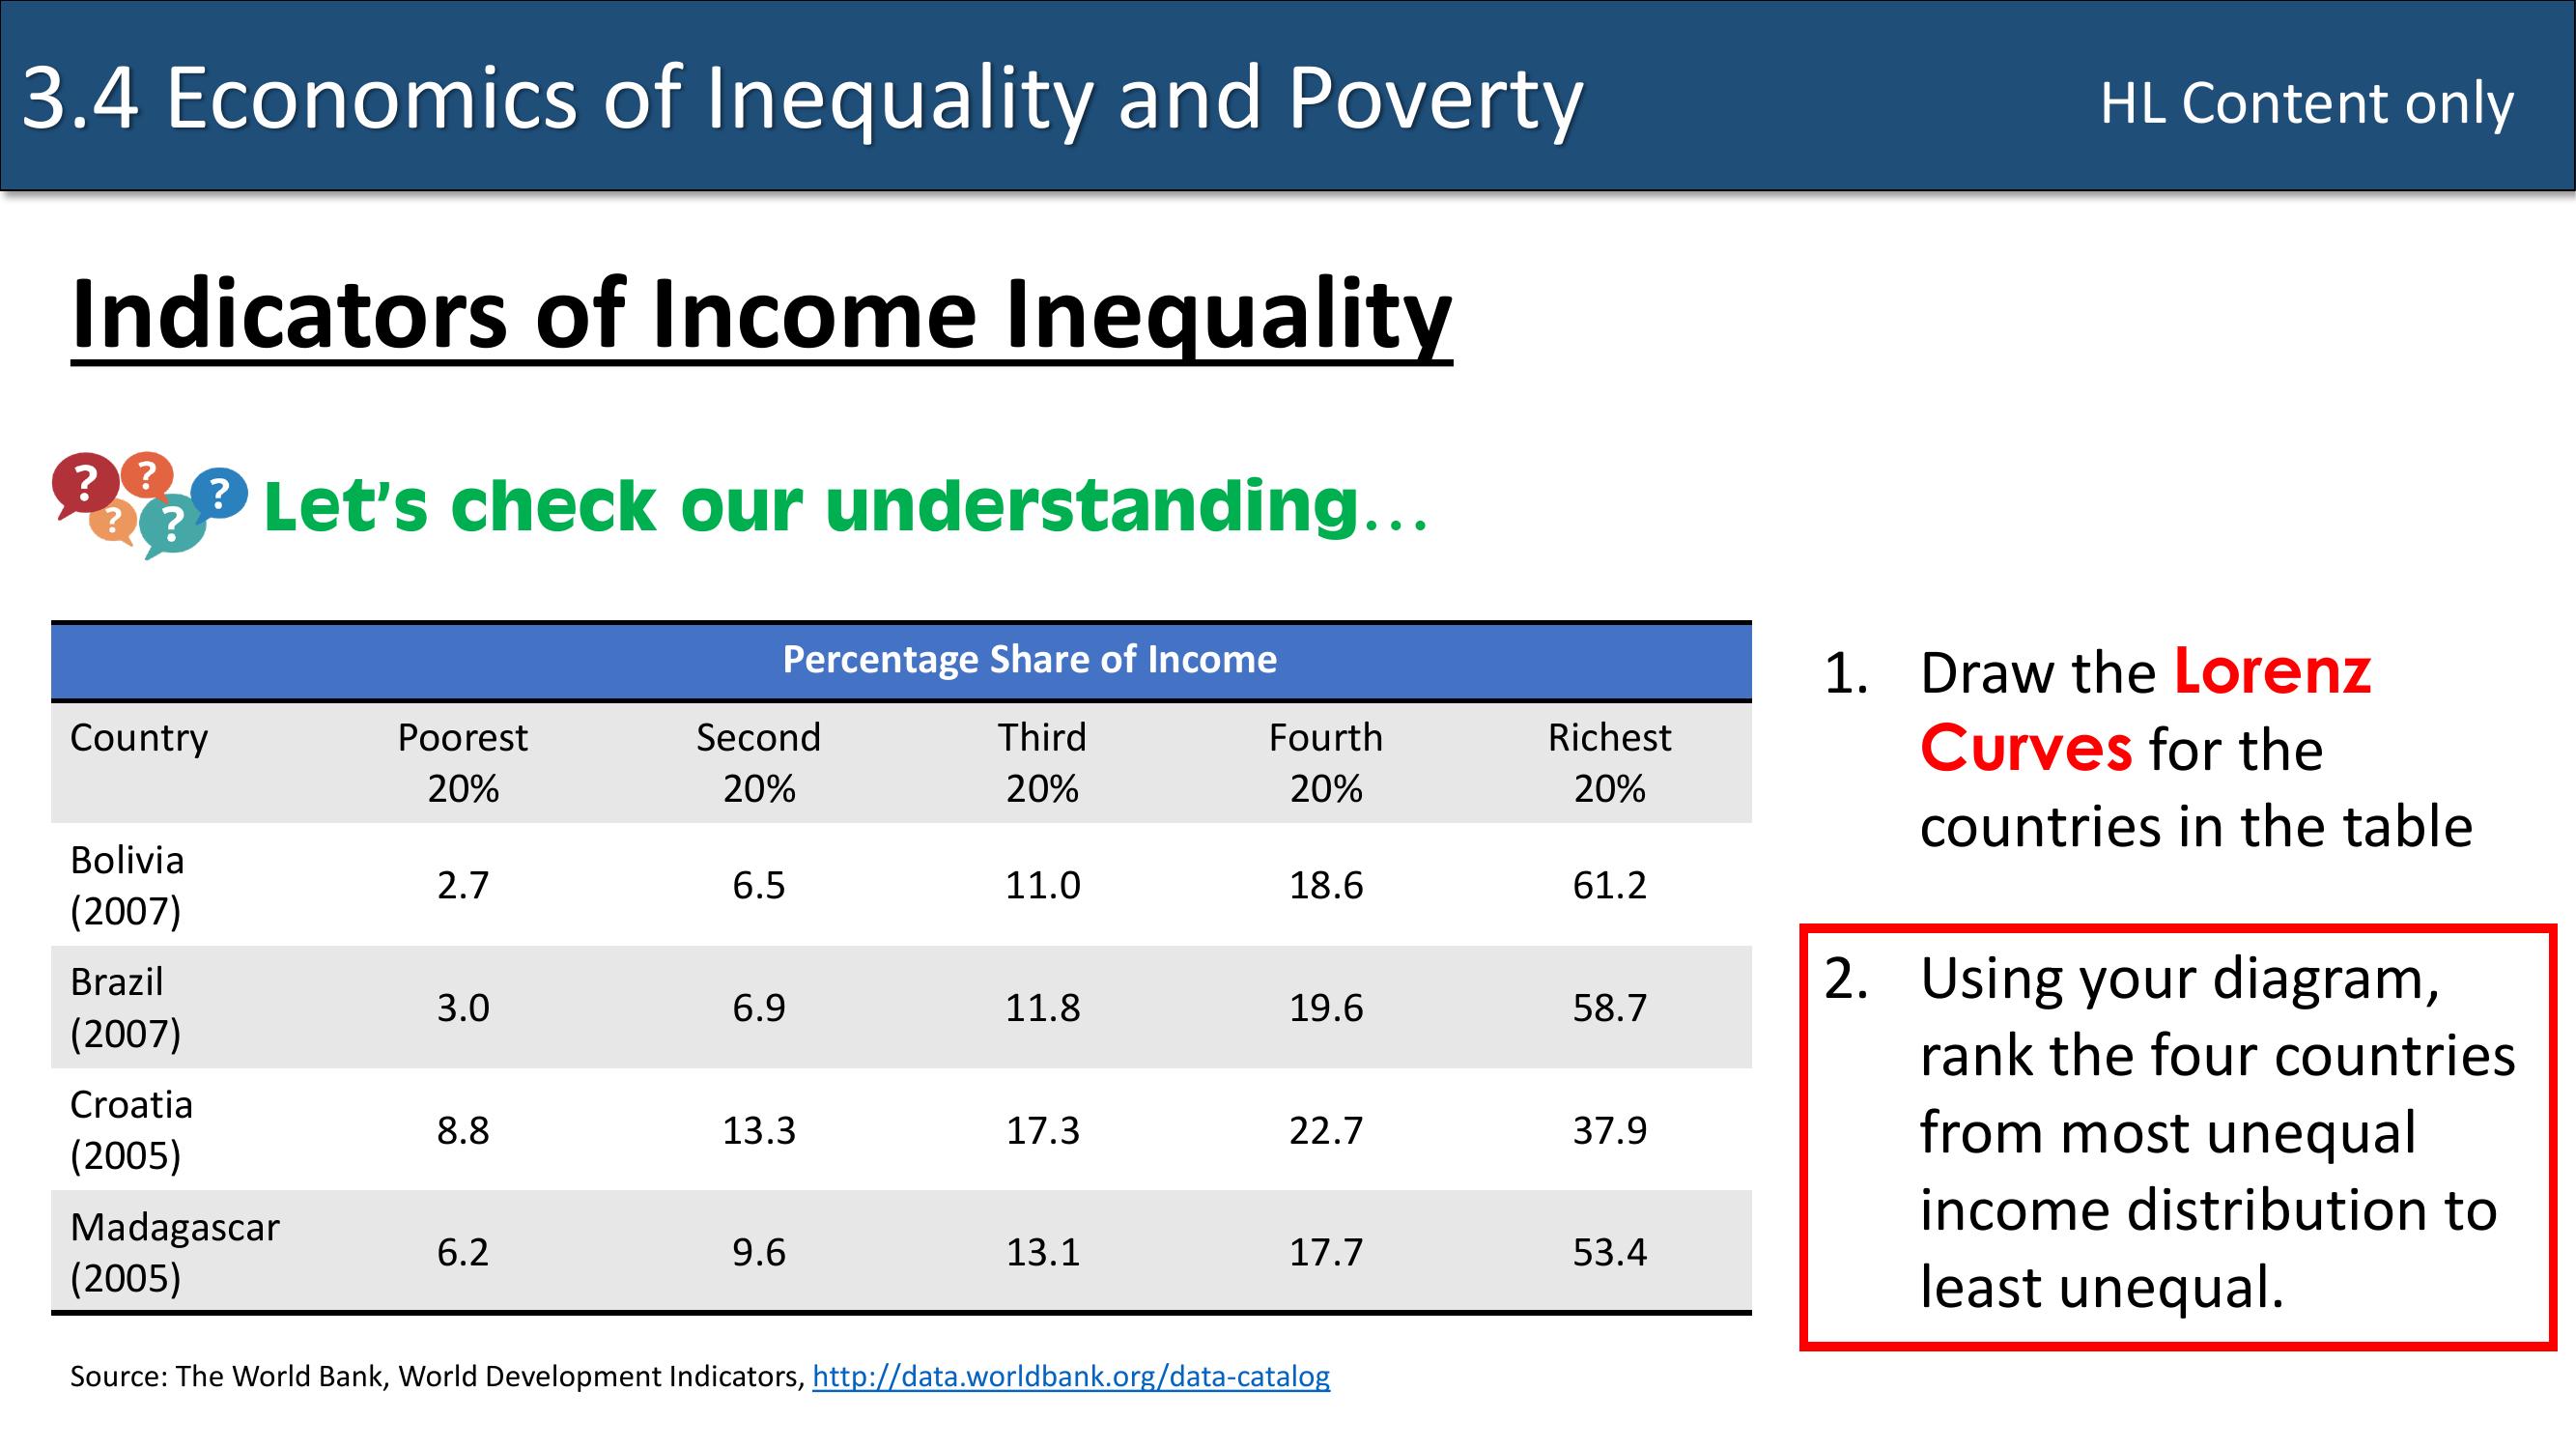 3.4 Economics of Inequality and Poverty
HL Content only
Indicators of Income Inequality
? ? ? ? ?
Let's check our understanding...
Percentage Share of Income
Country Poorest 20% Second 20% Third 20% Fourth 20% Richest 20%
Bolivia (2007) 2.7 6.5 11.0 18.6 61.2
Brazil (2007) 3.0 6.9 11.8 19.6 58.7
Croatia (2005) 8.8 13.3 17.3 22.7 37.9
Madagascar (2005) 6.2 9.6 13.1 17.7 53.4
Source: The World Bank, World Development Indicators, http://data.worldbank.org/data-catalog
1. Draw the Lorenz
Curves for the
countries in the table
2. Using your diagram,
rank the four countries
from most unequal
income distribution to
least unequal.